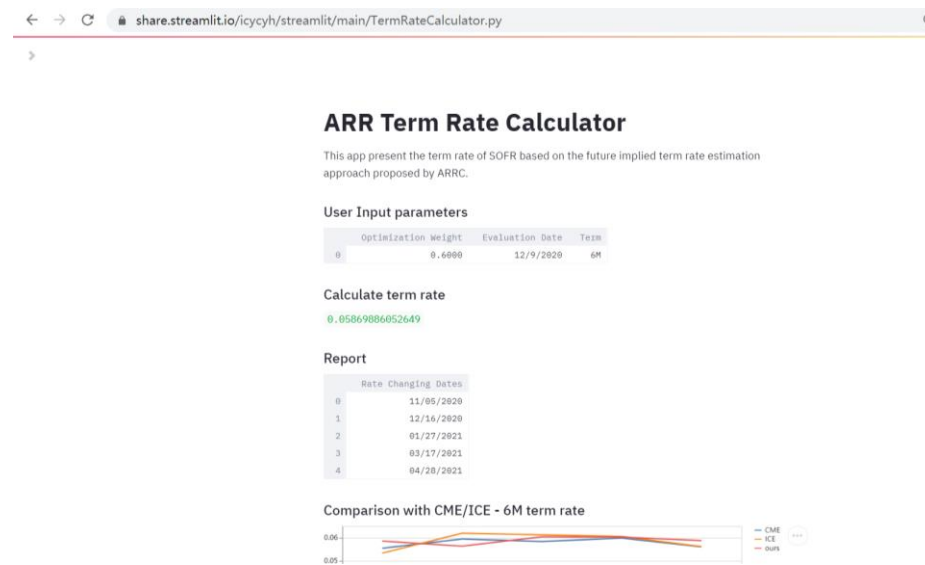 share.streamlit.io/icycyh/streamlit/main/TermRateCalculator.py
ARR Term Rate Calculator
This app present the term rate of SOFR based on the future implied term rate estimation
approach proposed by ARRC.
User Input parameters
Optimization Weight Evaluation Date Term
0 0.6000 12/9/2020 6M
Calculate term rate
0.05869886052649
Report
Rate Changing Dates
0 11/05/2020
1 12/16/2020
2 01/27/2021
3 03/17/2021
4 04/28/2021
Comparison with CME/ICE - 6M term rate
CME
0.06
ICE
ours
0.05